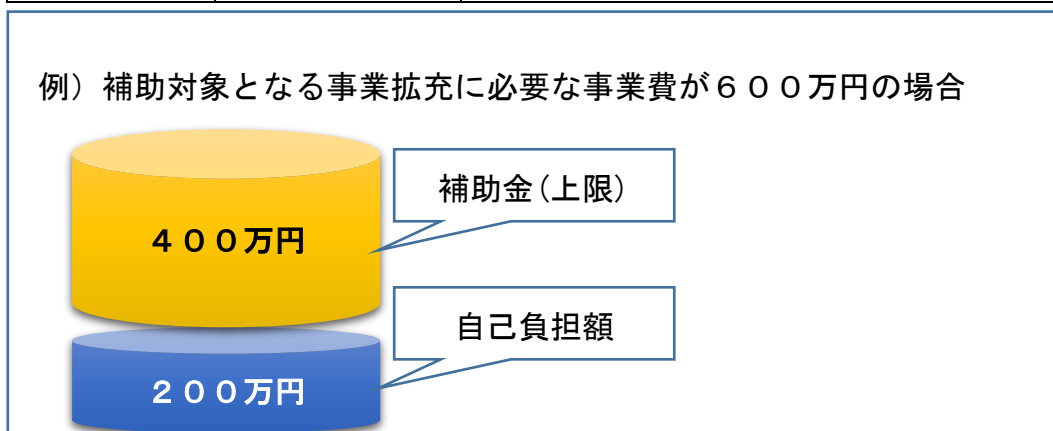 例）補助対象となる事業拡充に必要な事業費が６００万円の場合
補助金（上限）
４００万円
自己負担額
２００万円